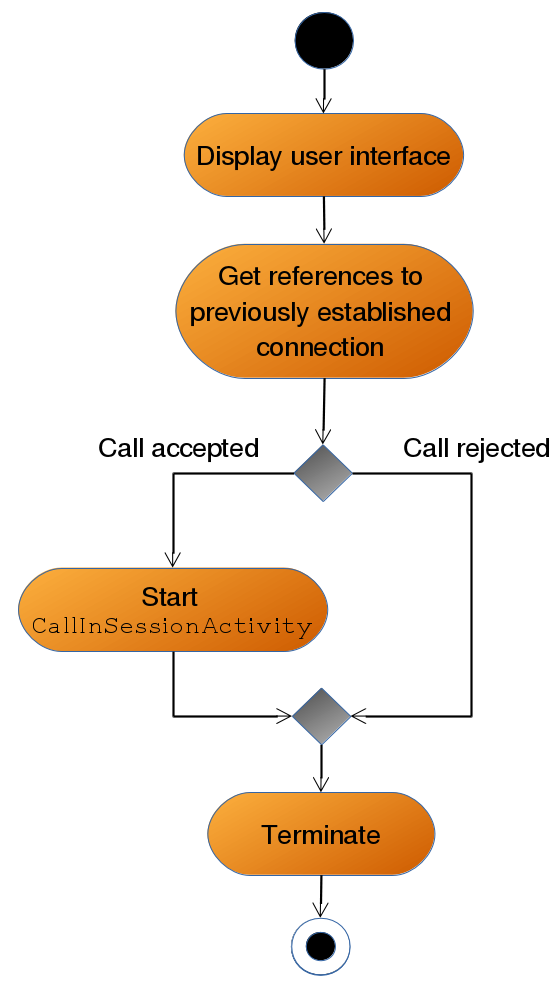 Display user interface
Get references to
previously established
connection
Call accepted
Call rejected
Start
CallInSessionActivity
Terminate